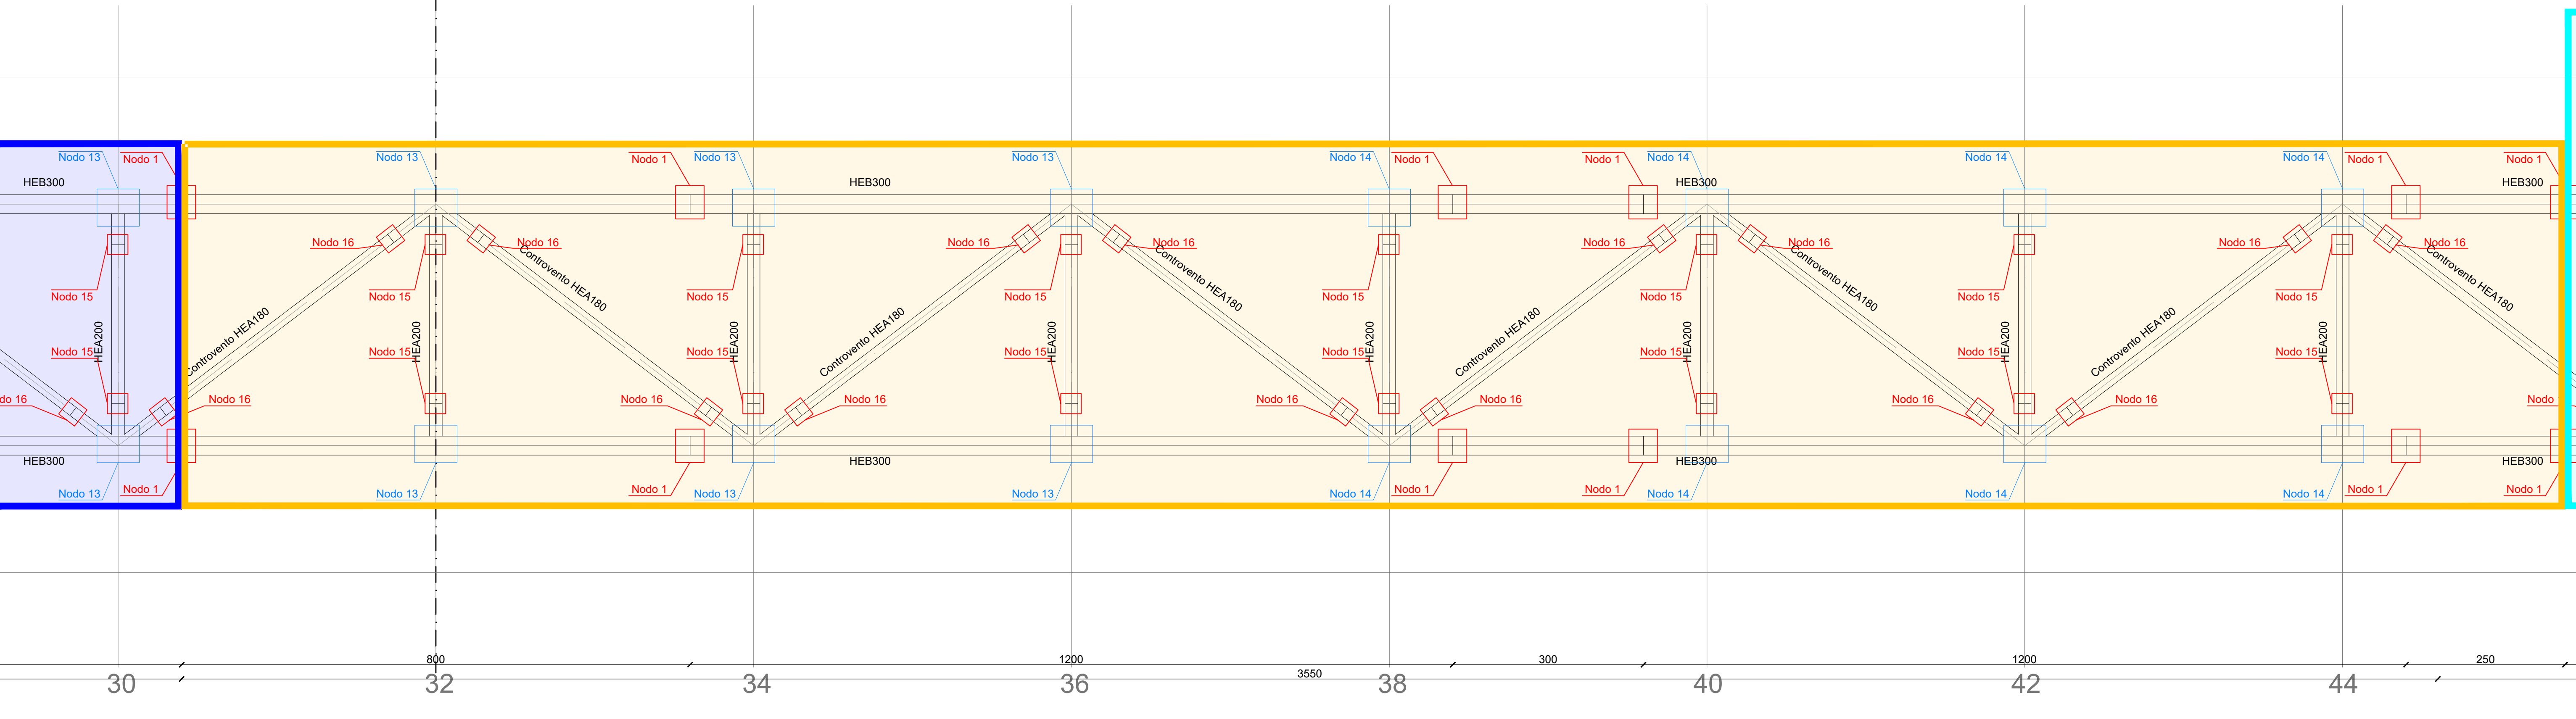 Nodo 13 Nodo 1 Nodo 13 Nodo 1 Nodo 13 Nodo 13 Nodo 14 Nodo 1 Nodo 1 Nodo 14 Nodo 14 Nodo 14 Nodo 1 Nodo 1
HEB300 HEB300 HEB300 HEB300
Nodo 16 Nodo 16 Nodo 16 Nodo 16 Nodo 16 Nodo 16 Nodo 16 Nodo 16
Controvento HEA180 Controvento HEA180 Controvento HEA180 Controvento HEA180
Nodo 15 Nodo 15 Nodo 15 Nodo 15 Nodo 15 Nodo 15 Nodo 15 Nodo 15
Controvento HEA180 Controvento HEA180 Controvento HEA180 Controvento HEA180
HEA200 HEA200 HEA200 HEA200 HEA200 HEA200 HEA200 HEA200
Nodo 15 Nodo 15 Nodo 15 Nodo 15 Nodo 15 Nodo 15 Nodo 15 Nodo 15
do 16 Nodo 16 Nodo 16 Nodo 16 Nodo 16 Nodo 16 Nodo 16 Nodo 16 Nodo
HEB300 HEB300 HEB300 HEB300
Nodo 13 Nodo 1 Nodo 13 Nodo 1 Nodo 13 Nodo 13 Nodo 14 Nodo 1 Nodo 1 Nodo 14 Nodo 14 Nodo 14 Nodo 1 Nodo 1
800 1200 300 1200 250
3550
30 32 34 36 38 40 42 44